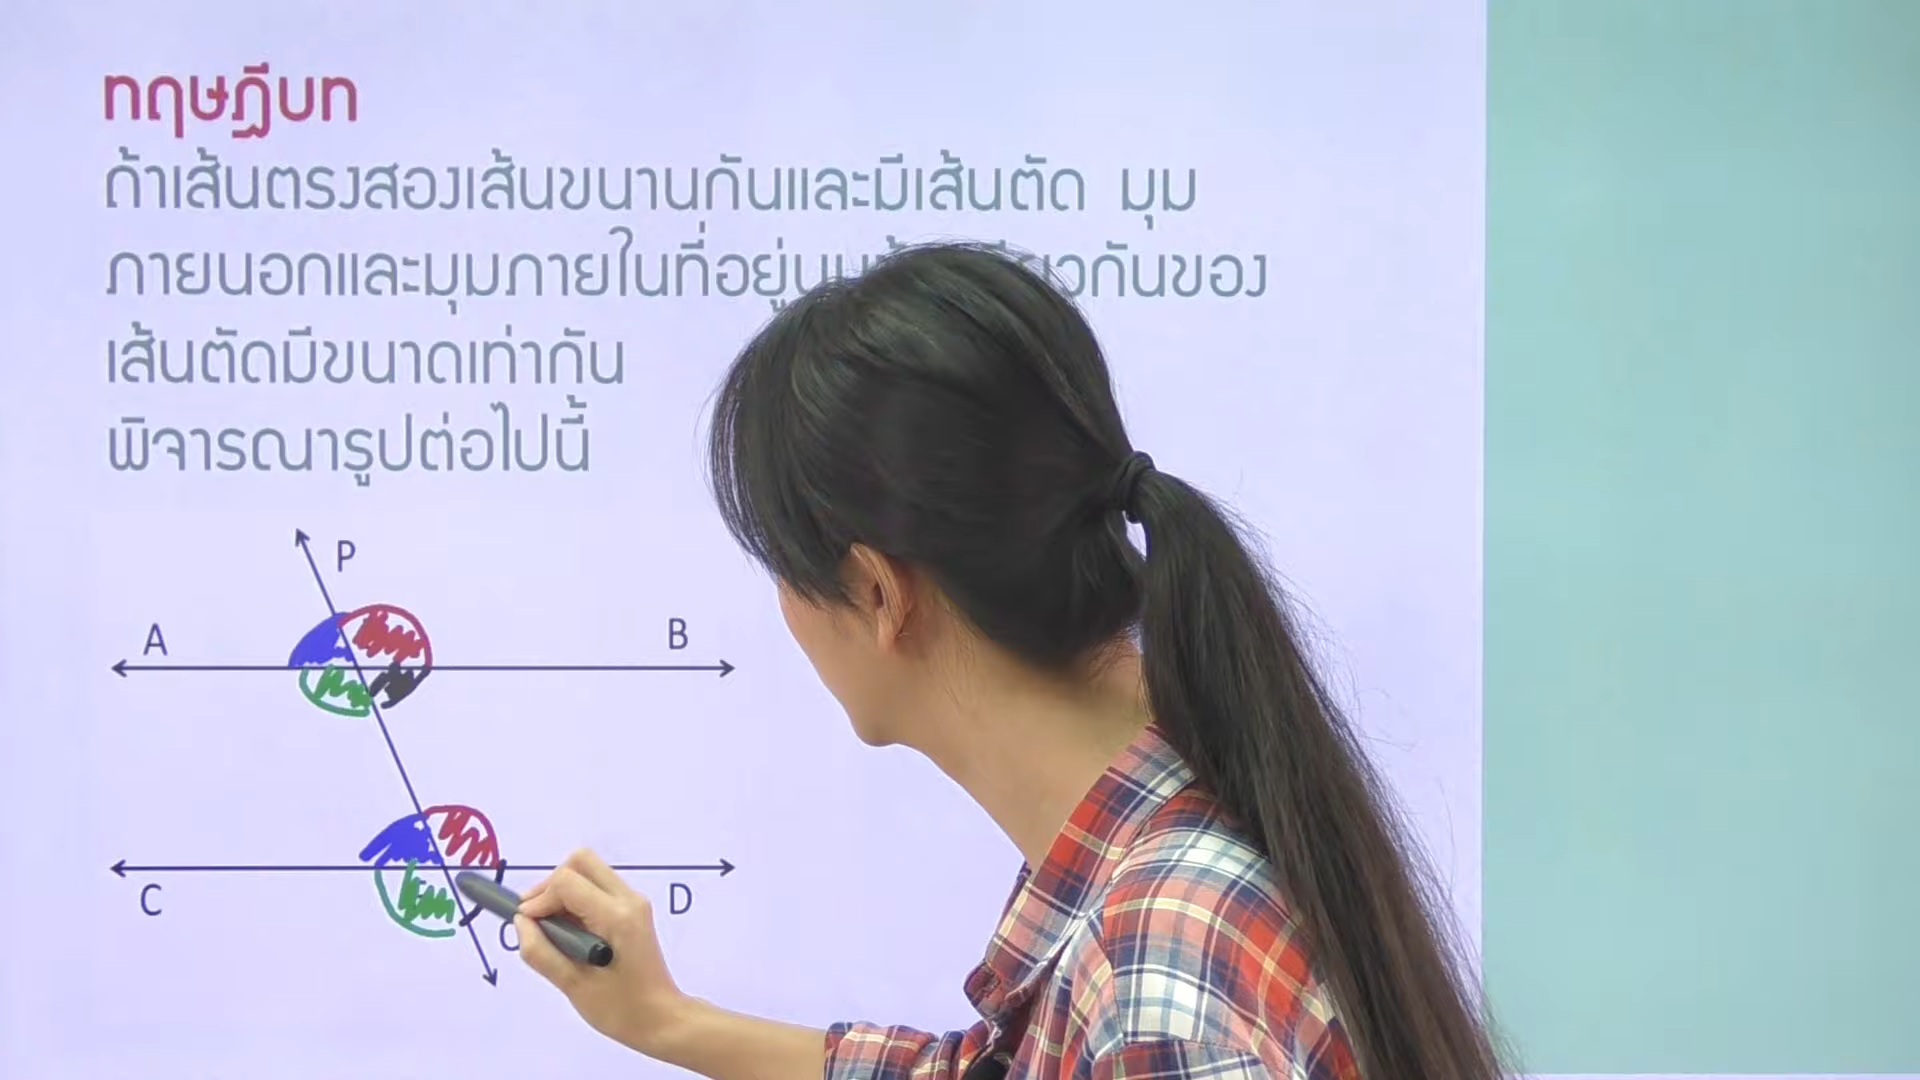 ทฤษฎีบท
ถ้าเส้นตรงสองเส้นขนานกันและมีเส้นตัด มุม
ภายนอกและมุมภายในที่อยู่ กันของ
เส้นตัดมีขนาดเท่ากัน
พิจารณารูปต่อไปนี้
P
A B
C D